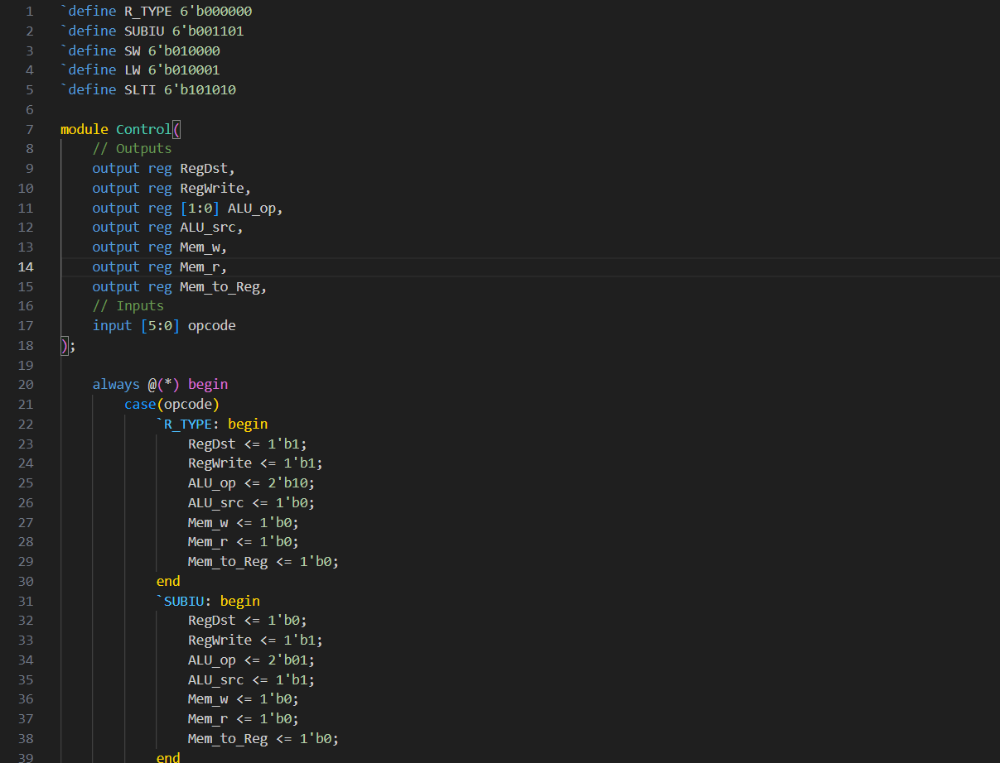 1 `define R_TYPE 6'b000000
2 `define SUBIU 6'b001101
3 `define SW 6'b010000
4 `define LW 6'b010001
5 `define SLTI 6'b101010
6
7 module Control(
8 // Outputs
9 output reg RegDst,
10 output reg RegWrite,
11 output reg [1:0] ALU_op,
12 output reg ALU_src,
13 output reg Mem_w,
14 output reg Mem_r,
15 output reg Mem_to_Reg,
16 // Inputs
17 input [5:0] opcode
18 );
19
20 always @(*) begin
21 case(opcode)
22 `R_TYPE: begin
23 RegDst <= 1'b1;
24 RegWrite <= 1'b1;
25 ALU_op <= 2'b10;
26 ALU_src <= 1'b0;
27 Mem_w <= 1'b0;
28 Mem_r <= 1'b0;
29 Mem_to_Reg <= 1'b0;
30 end
31 `SUBIU: begin
32 RegDst <= 1'b0;
33 RegWrite <= 1'b1;
34 ALU_op <= 2'b01;
35 ALU_src <= 1'b1;
36 Mem_w <= 1'b0;
37 Mem_r <= 1'b0;
38 Mem_to_Reg <= 1'b0;
39 end